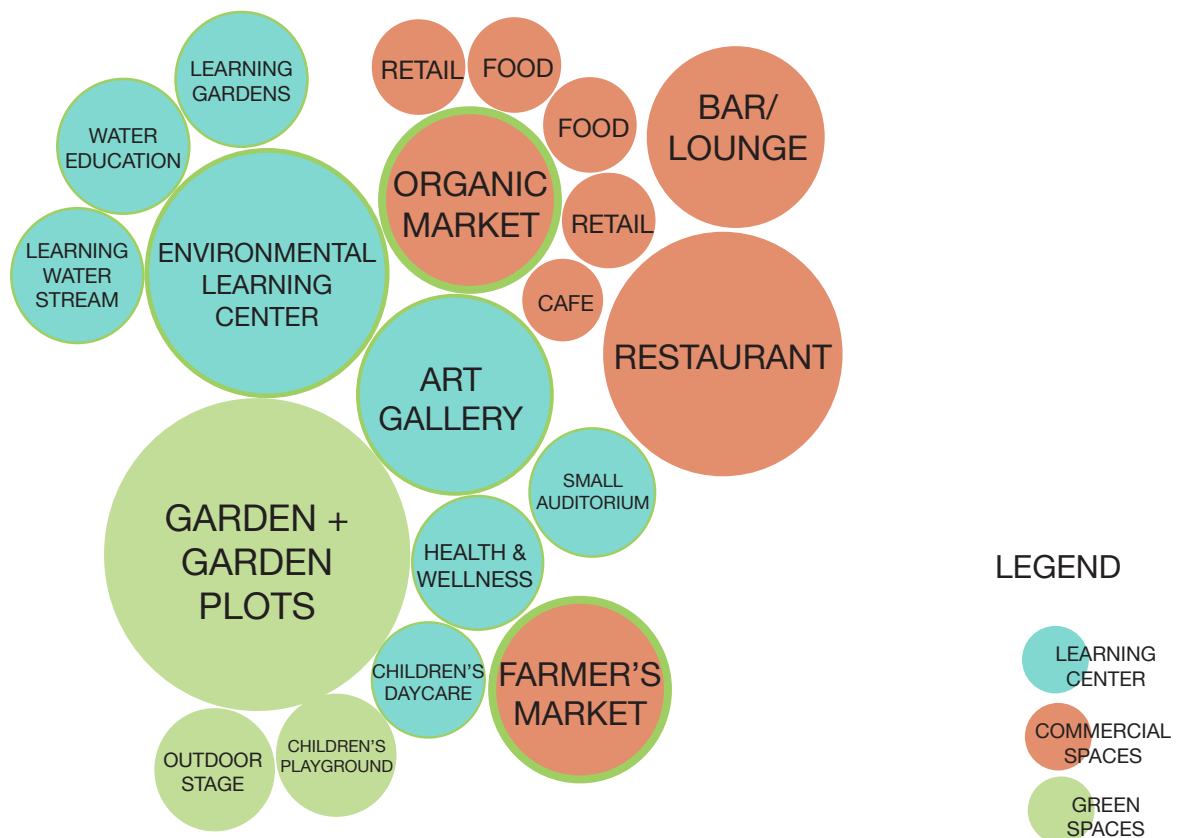 LEARNING
GARDENS
WATER
EDUCATION
LEARNING
WATER
STREAM
ENVIRONMENTAL
LEARNING
CENTER
RETAIL
FOOD
FOOD
ORGANIC
MARKET
RETAIL
CAFE
BAR/
LOUNGE
RESTAURANT
ART
GALLERY
SMALL
AUDITORIUM
GARDEN +
GARDEN
PLOTS
HEALTH &
WELLNESS
CHILDREN'S
DAYCARE
FARMER'S
MARKET
OUTDOOR
STAGE
CHILDREN'S
PLAYGROUND
LEGEND
LEARNING
CENTER
COMMERCIAL
SPACES
GREEN
SPACES